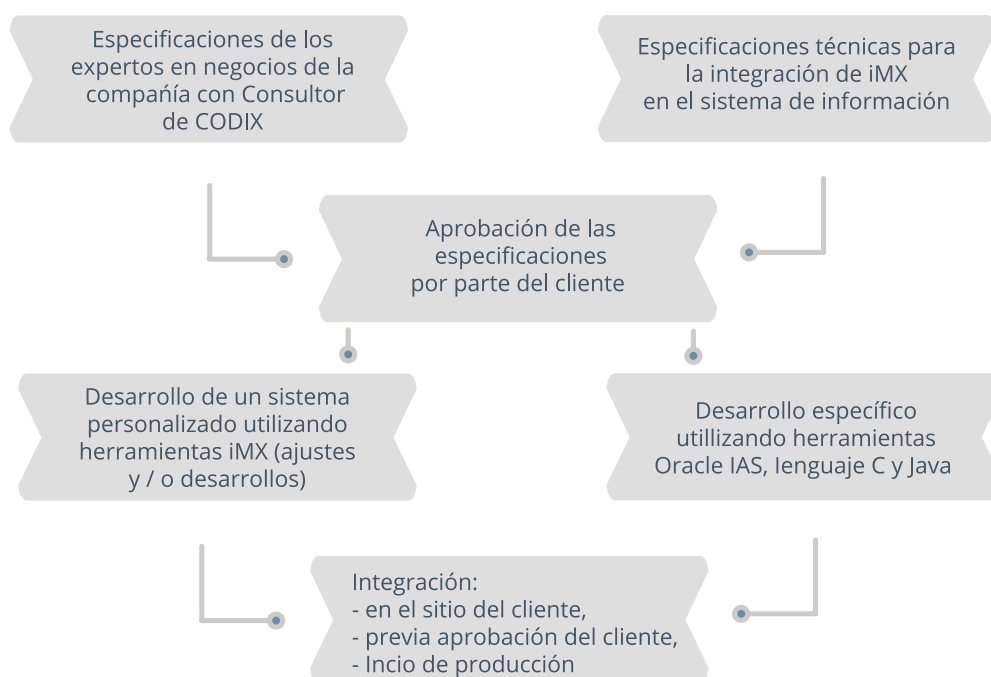 Especificaciones de los
expertos en negocios de la
compańía con Consultor
de CODIX
Especificaciones técnicas para
la integración de iMX
en el sistema de información
Aprobación de las
especificaciones
por parte del cliente
Desarrollo de un sistema
personalizado utilizando
herramientas iMX (ajustes
y / o desarrollos)
Desarrollo específico
utillizando herramientas
Oracle IAS, lenguaje C y Java
Integración:
- en el sitio del cliente,
- previa aprobación del cliente,
- Incio de producción